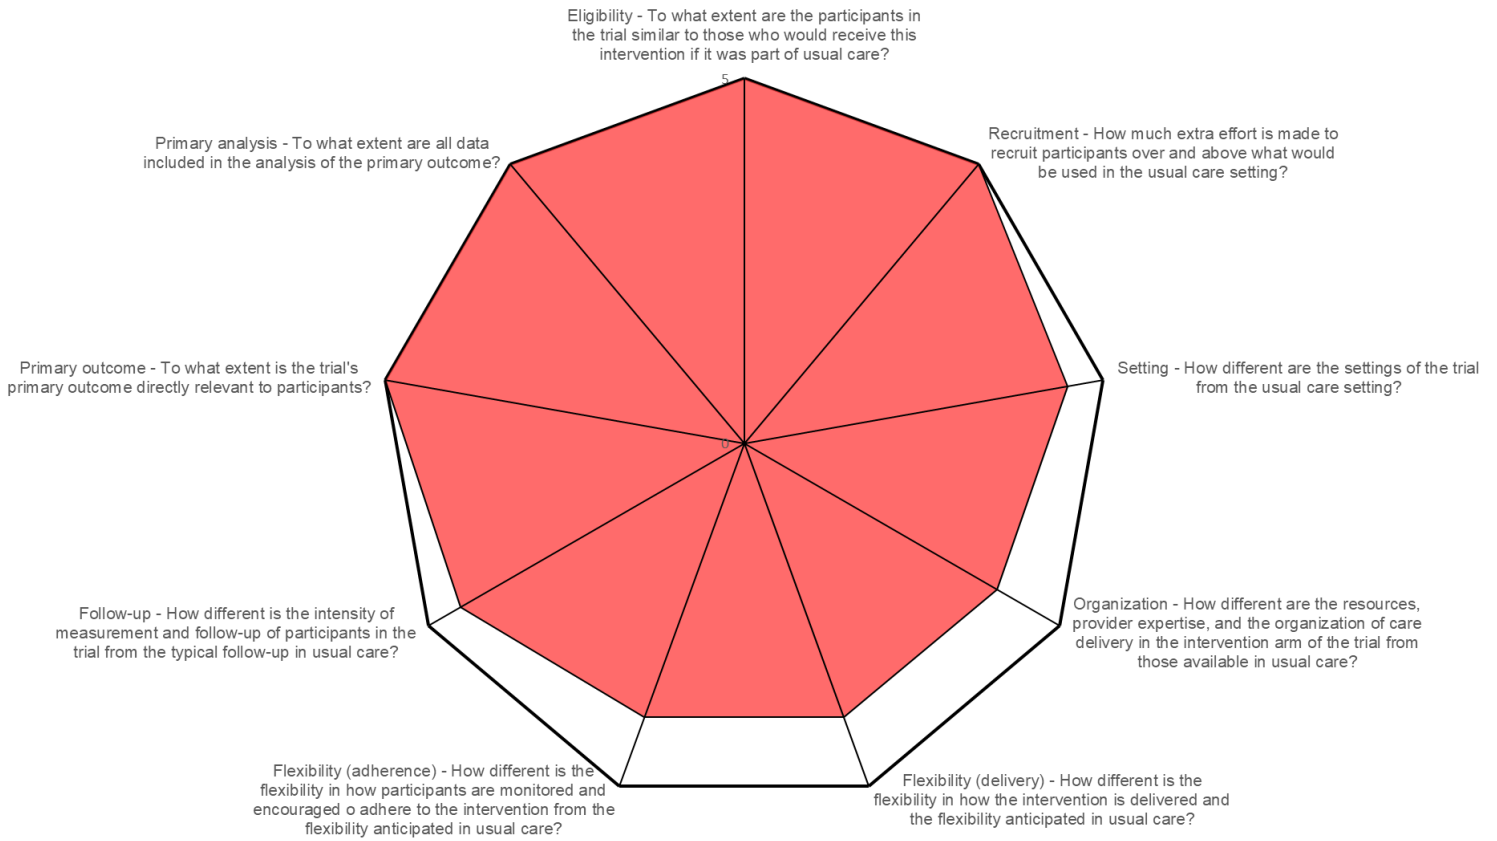 Eligibility - To what extent are the participants in
the trial similar to those who would receive this
intervention if it was part of usual care?
5
Recruitment - How much extra effort is made to
recruit participants over and above what would
be used in the usual care setting?
Primary analysis - To what extent are all data
included in the analysis of the primary outcome?
Primary outcome - To what extent is the trial's
primary outcome directly relevant to participants?
Setting - How different are the settings of the trial
from the usual care setting?
0
Follow-up - How different is the intensity of
measurement and follow-up of participants in the
trial from the typical follow-up in usual care?
Organization - How different are the resources,
provider expertise, and the organization of care
delivery in the intervention arm of the trial from
those available in usual care?
Flexibility (adherence) - How different is the
flexibility in how participants are monitored and
encouraged o adhere to the intervention from the
flexibility anticipated in usual care?
Flexibility (delivery) - How different is the
flexibility in how the intervention is delivered and
the flexibility anticipated in usual care?